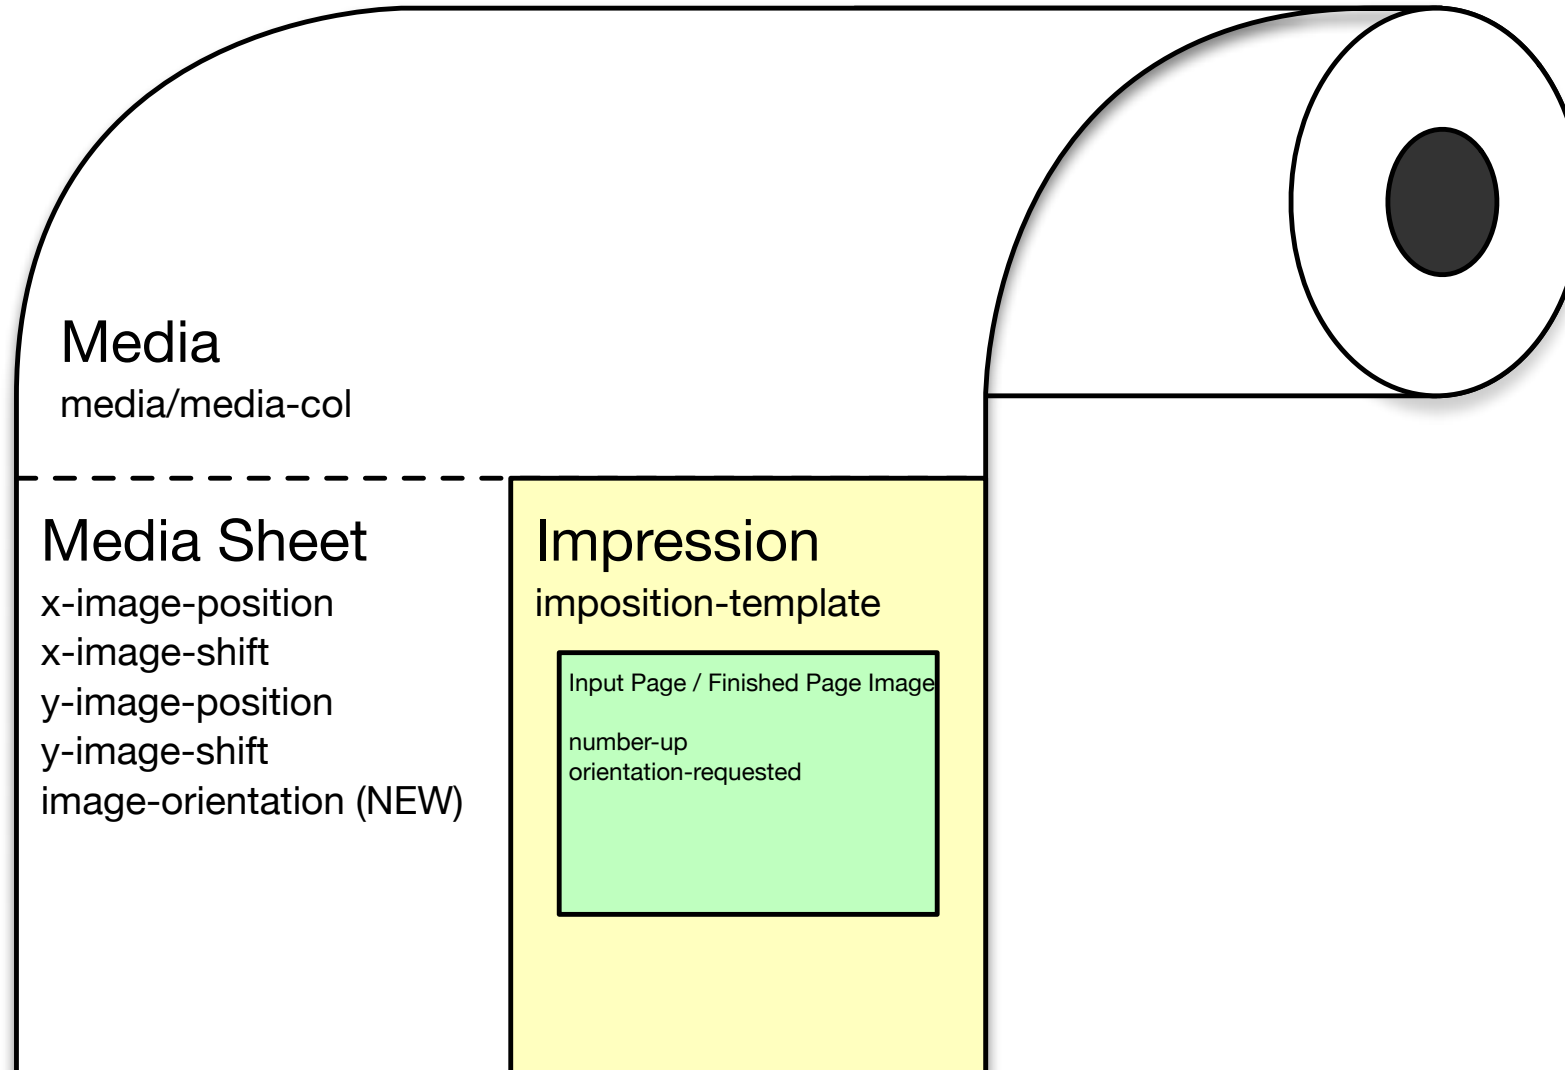 Media
media/media-col
Media Sheet
x-image-position
x-image-shift
y-image-position
y-image-shift
image-orientation (NEW)
Impression
imposition-template
Input Page / Finished Page Image
number-up
orientation-requested